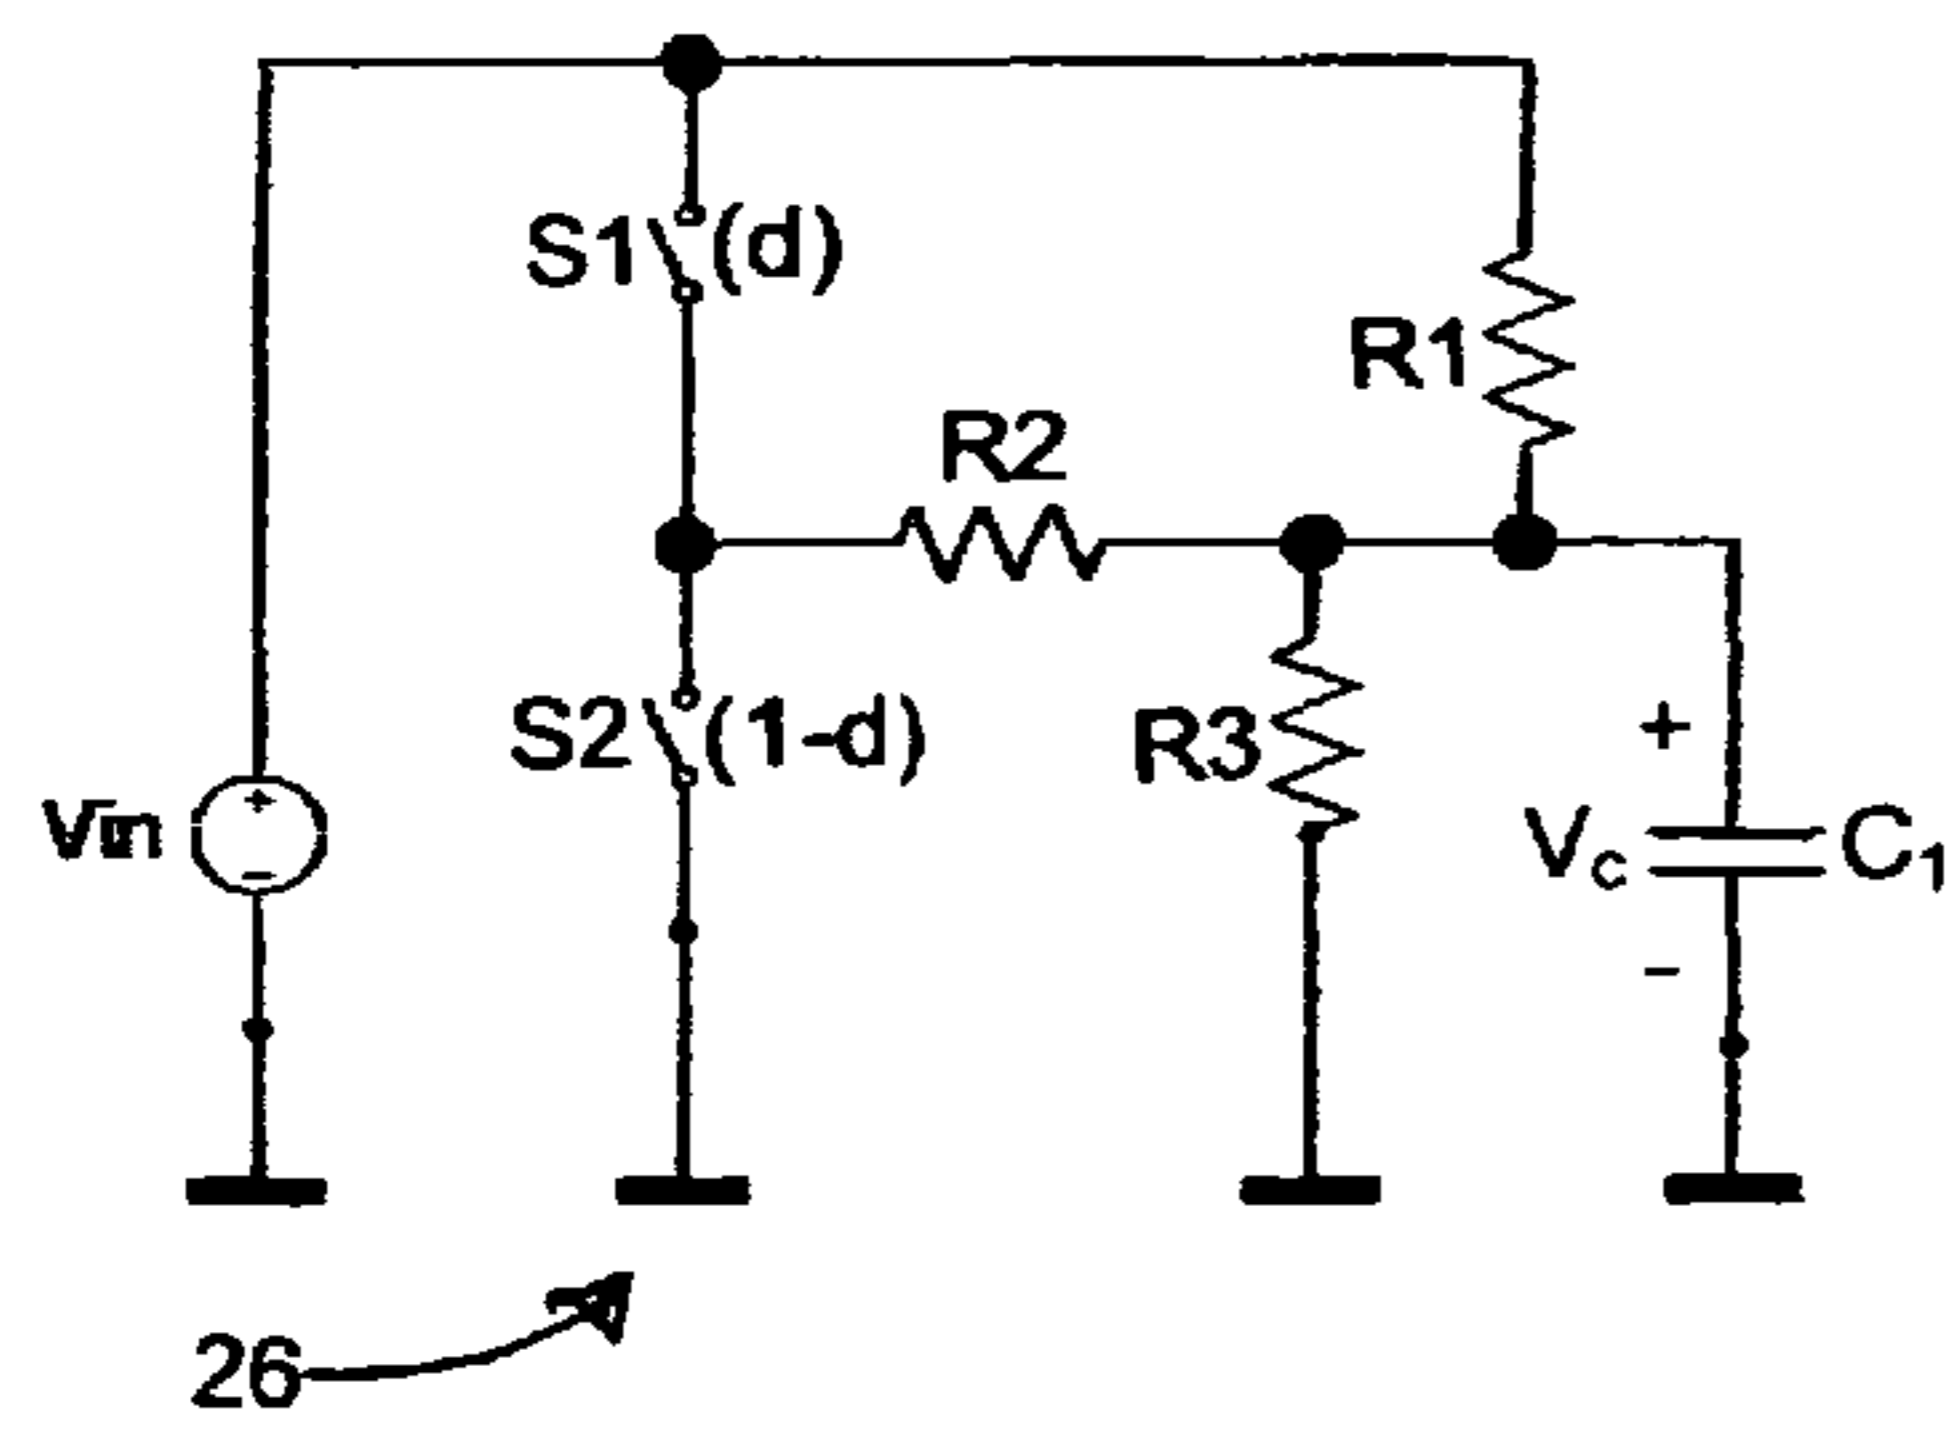 S1 (d)
R1
R2
S2 (1-d)
R3
+
Vin
+
-
Vc
C1
-
26